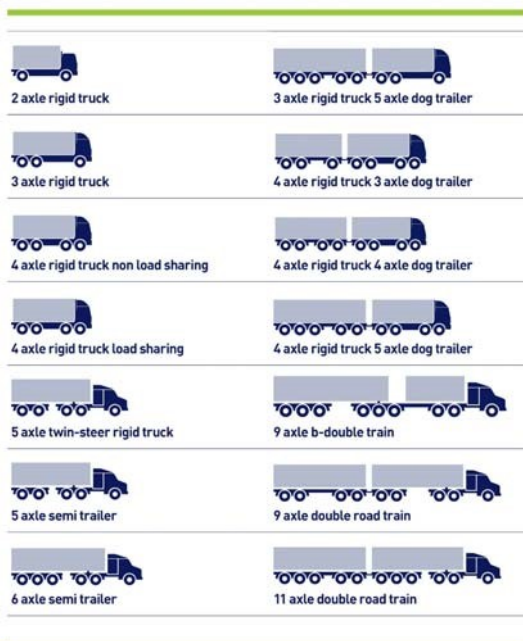 2 axle rigid truck
3 axle rigid truck 5 axle dog trailer
3 axle rigid truck
4 axle rigid truck 3 axle dog trailer
4 axle rigid truck non load sharing
4 axle rigid truck 4 axle dog trailer
4 axle rigid truck load sharing
4 axle rigid truck 5 axle dog trailer
5 axle twin-steer rigid truck
9 axle b-double train
5 axle semi trailer
9 axle double road train
6 axle semi trailer
11 axle double road train